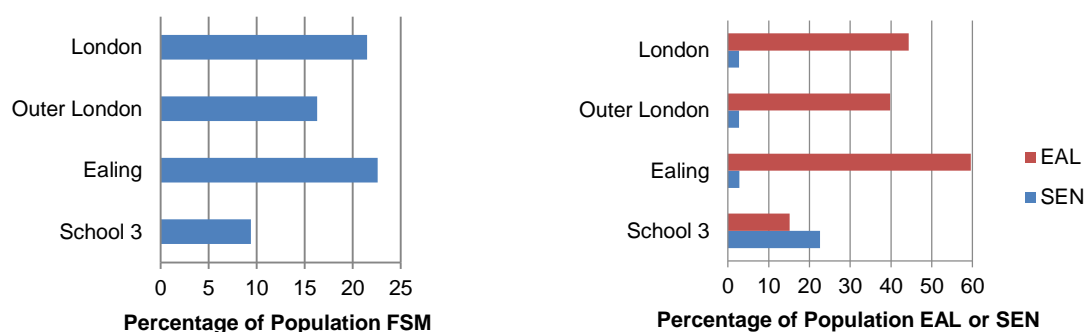 London
Outer London
Ealing
School 3
0 5 10 15 20 25
Percentage of Population FSM
London
Outer London
Ealing
School 3
0 10 20 30 40 50 60
Percentage of Population EAL or SEN
EAL
SEN